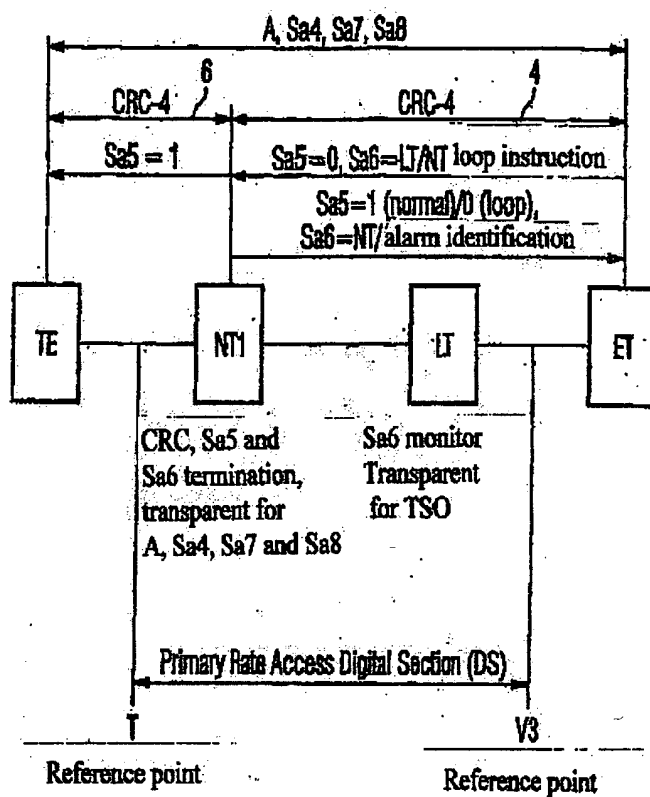 A, Sa4, Sa7, Sa8
6
4
CRC-4
CRC-4
Sa5 = 1
Sa5=0, Sa6=LT/NT loop instruction
Sa5=1 (normal)/0 (loop),
Sa6=NT/alarm identification
TE
NT1
LT
ET
CRC, Sa5 and
Sa6 termination,
transparent for
A, Sa4, Sa7 and Sa8
Sa6 monitor
Transparent
for TSO
Primary Rate Access Digital Section (DS)
T
V3
Reference point
Reference point